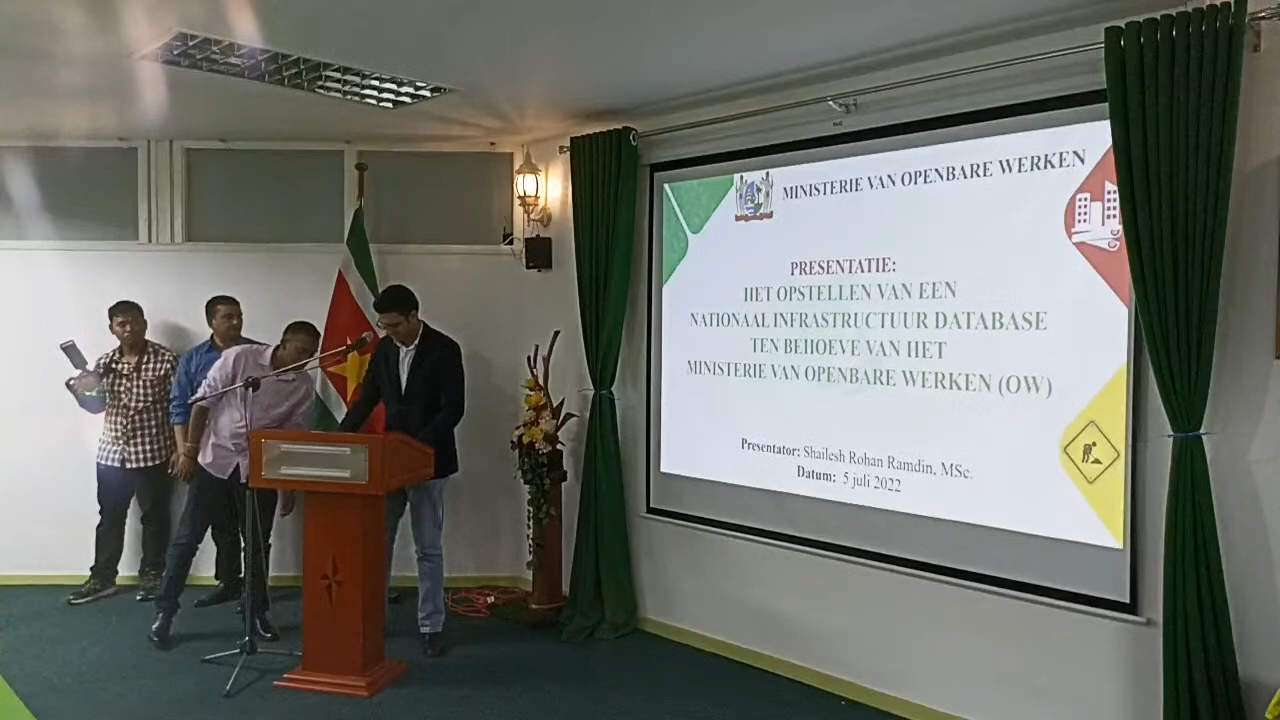 MINISTERIE VAN OPENBARE WERKEN
PRESENTATIE:
HET OPSTELLEN VAN EEN
NATIONAAL INFRASTRUCTUUR DATABASE
TEN BEHOEVE VAN HET
MINISTERIE VAN OPENBARE WERKEN (OW)
Presentator: Shailesh Rohan Ramdin, MSc.
Datum: 5 juli 2022